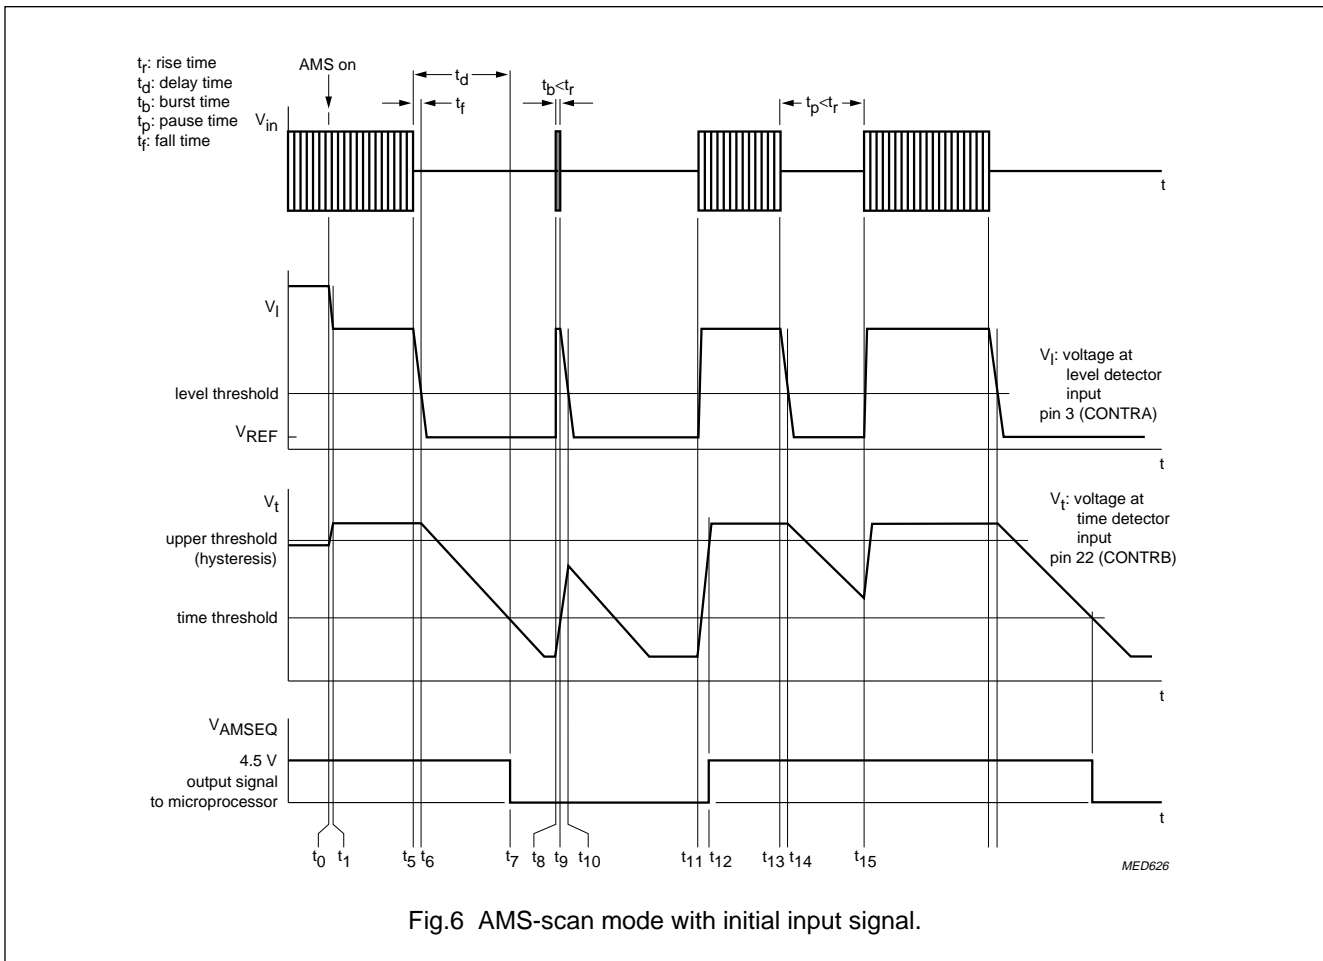 tr: rise time
td: delay time
tb: burst time
tp: pause time
tf: fall time
AMS on
td
tf
tb<tr
tp<tr
Vin
t
VI
level threshold
VREF
VI: voltage at
level detector
input
pin 3 (CONTRA)
t
Vt
upper threshold
(hysteresis)
time threshold
Vt: voltage at
time detector
input
pin 22 (CONTRB)
t
VAMSEQ
4.5 V
output signal
to microprocessor
t
t0 t1 t5 t6 t7 t8 t9 t10 t11 t12 t13 t14 t15
MED626
Fig.6 AMS-scan mode with initial input signal.